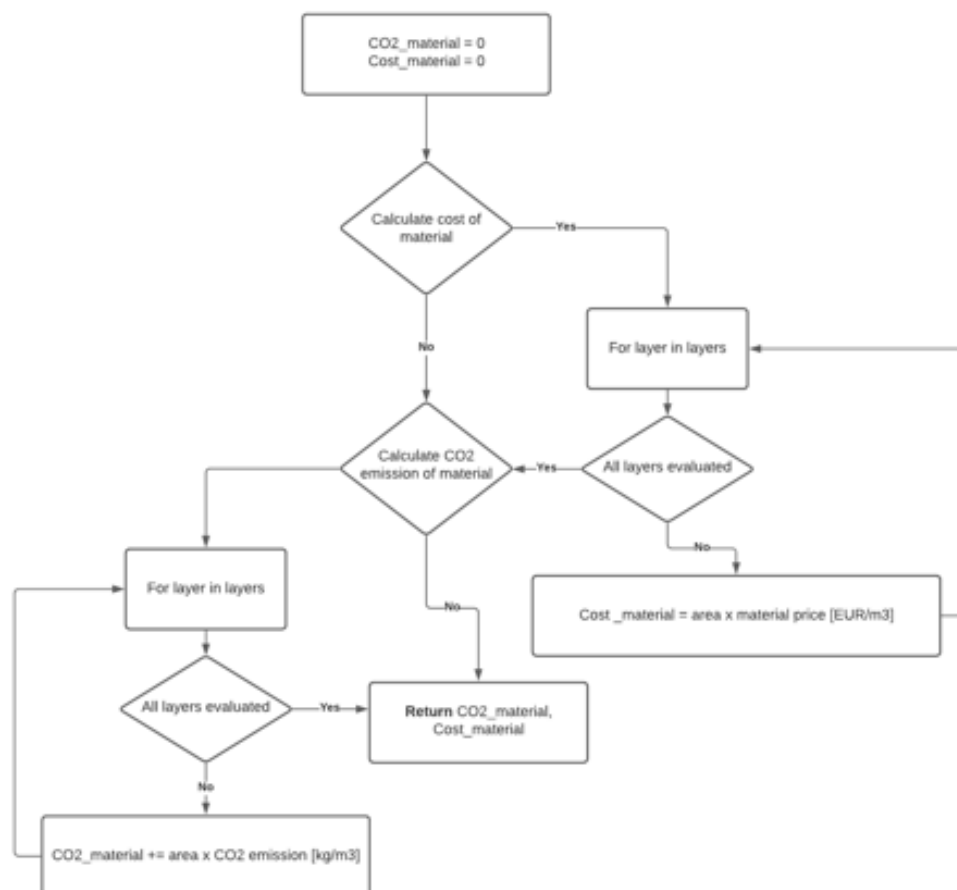 CO2_material = 0
Cost_material = 0
Calculate cost of
material
Yes
No
For layer in layers
Calculate CO2
emission of material
Yes
All layers evaluated
No
For layer in layers
Cost _material = area x material price [EUR/m3]
No
All layers evaluated
Yes
Return CO2_material,
Cost_material
No
CO2_material += area x CO2 emission [kg/m3]